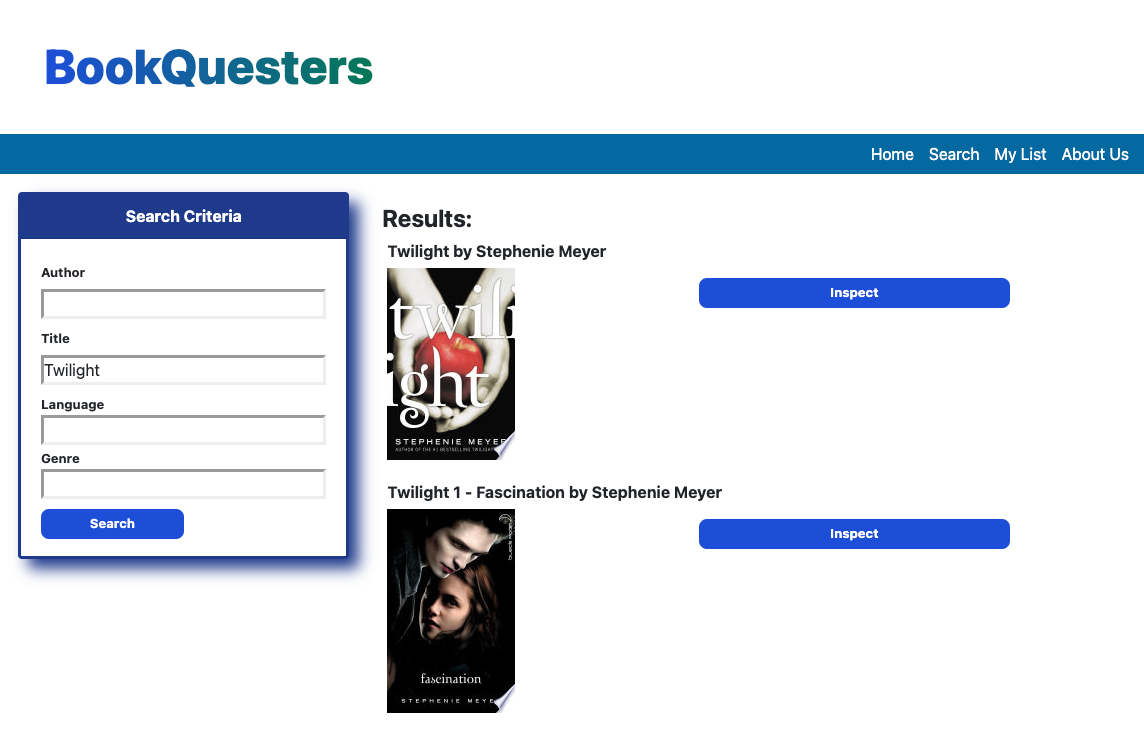 BookQuesters
Home Search My List About Us
Search Criteria
Author
Title
Twilight
Language
Genre
Search
Results:
Twilight by Stephenie Meyer
twili
ight
STEPHENIE MEYER
AUTHOR OF THE #1 BESTSELLING TWILIGHT
Inspect
Twilight 1 - Fascination by Stephenie Meyer
fascination
STEPHENIE MEYE
Inspect